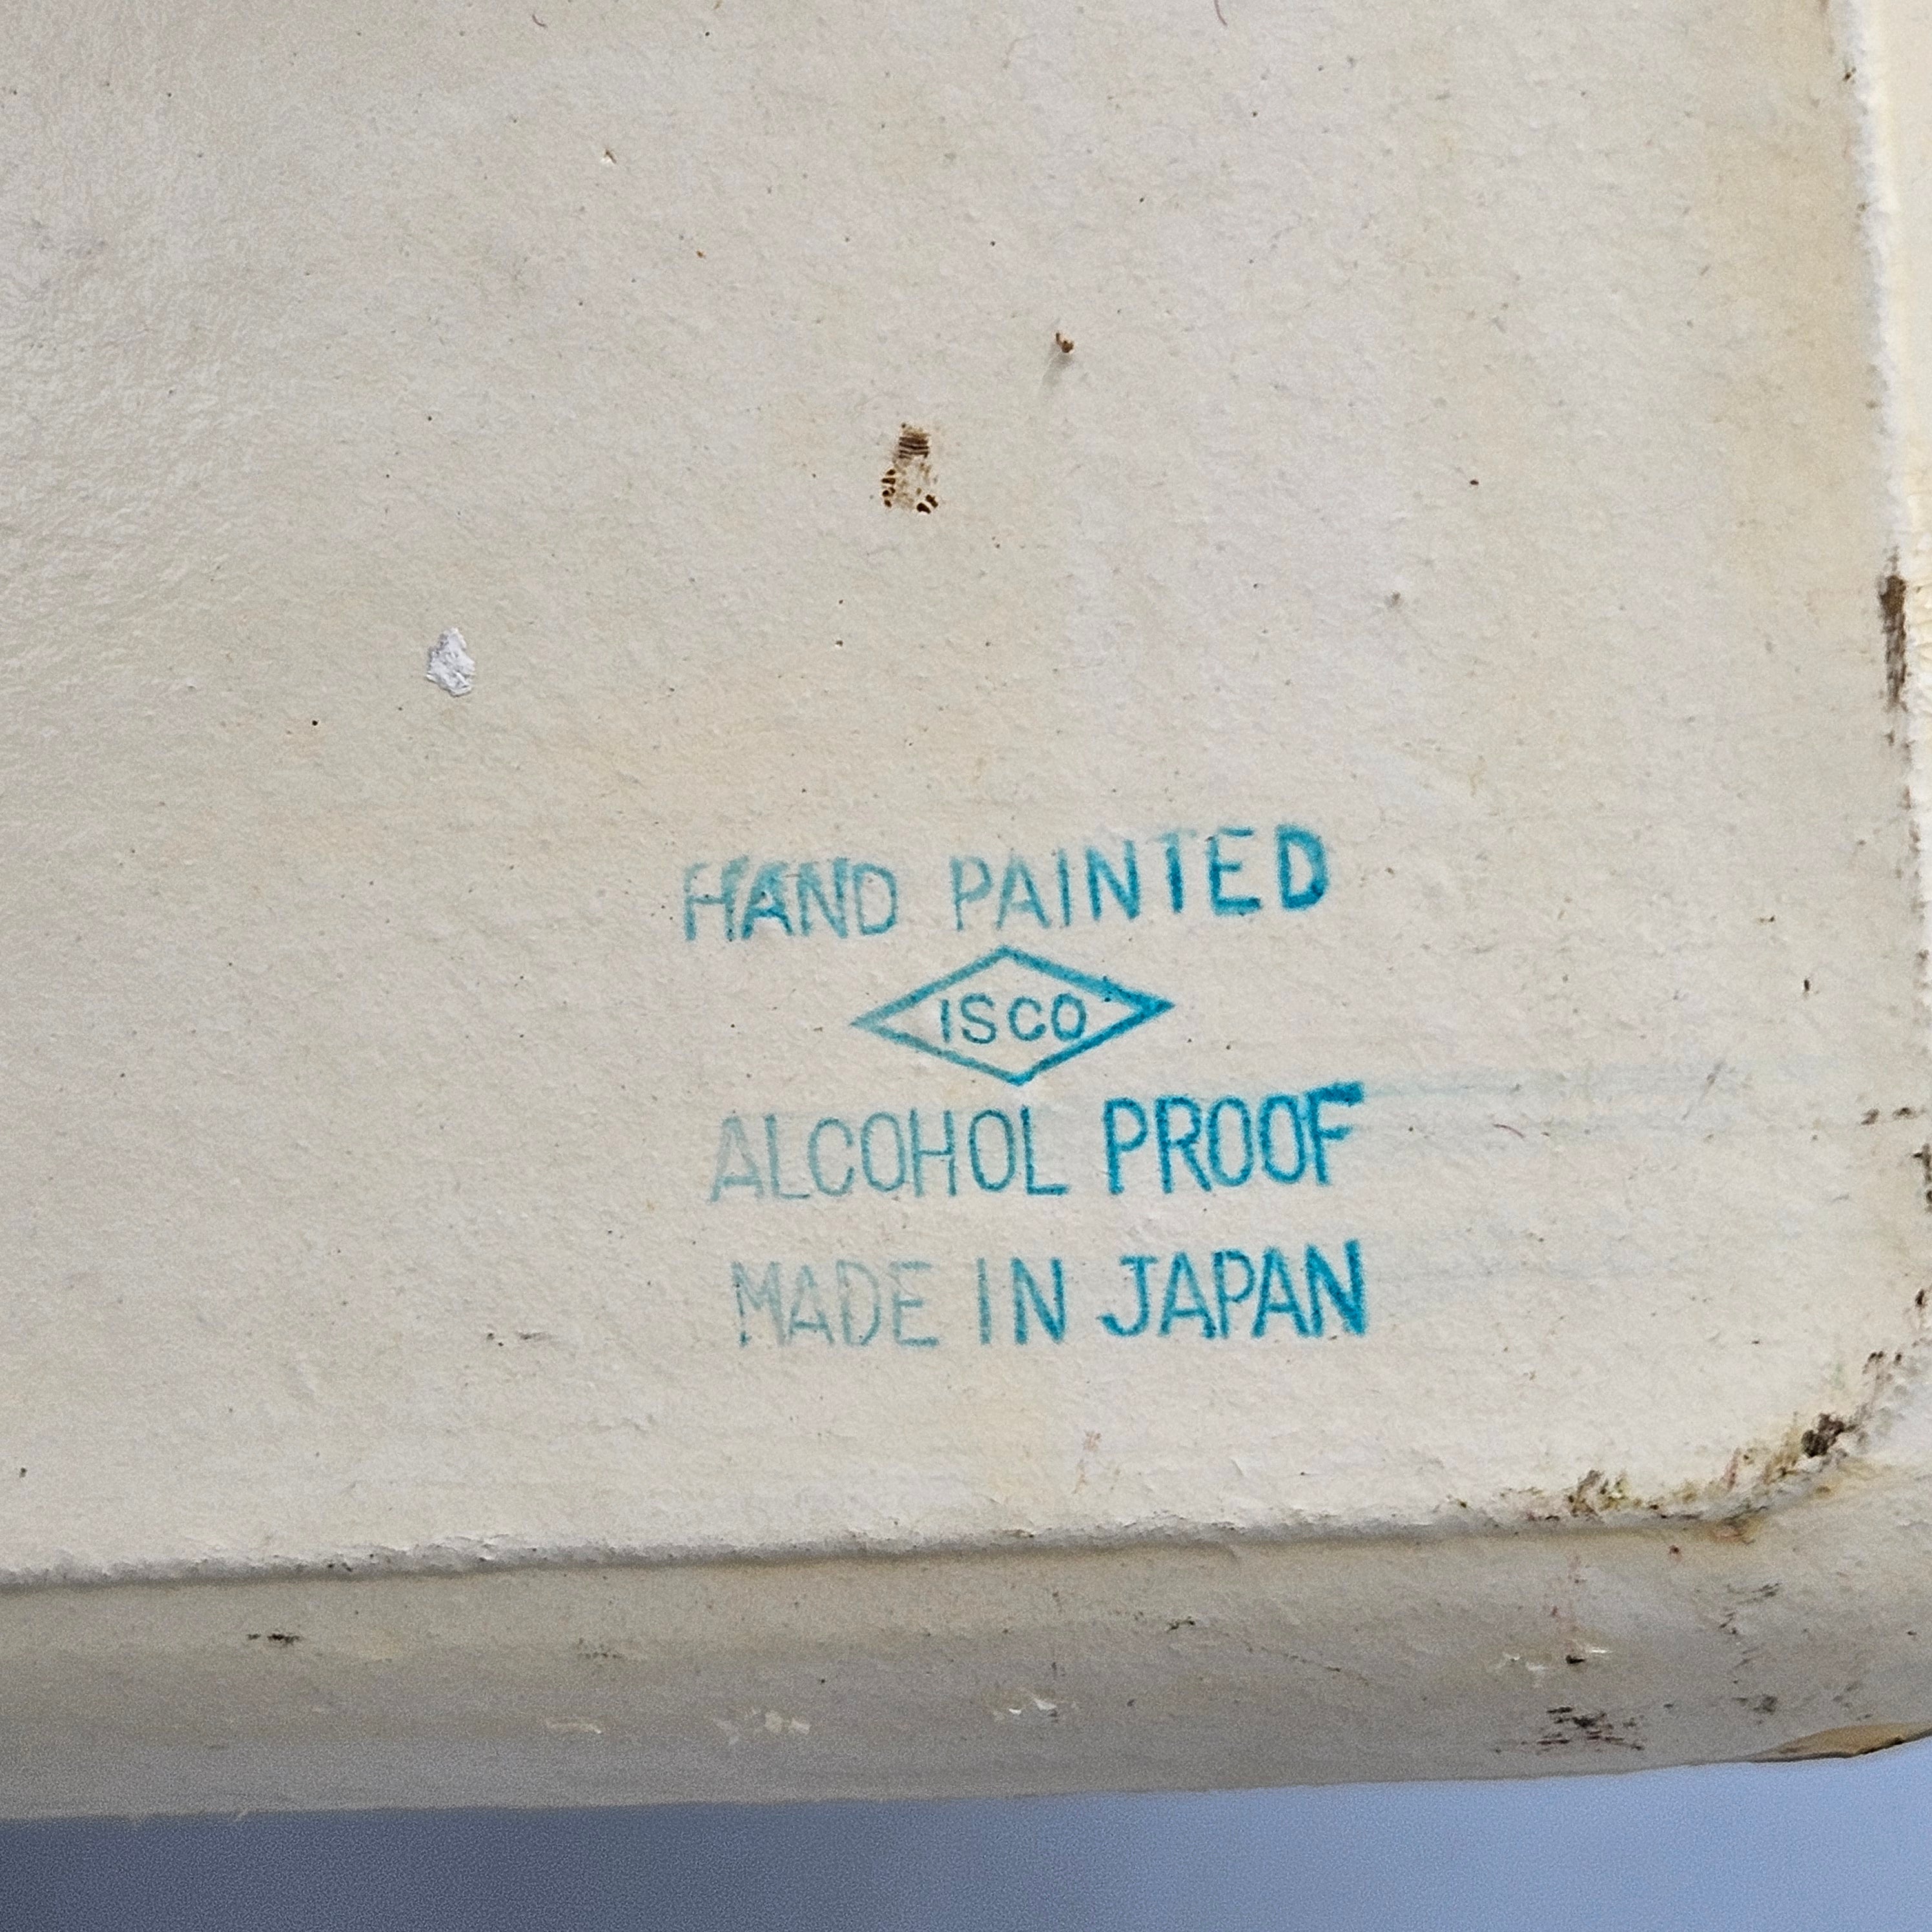 HAND PAINTED
ISCO
ALCOHOL PROOF
MADE IN JAPAN